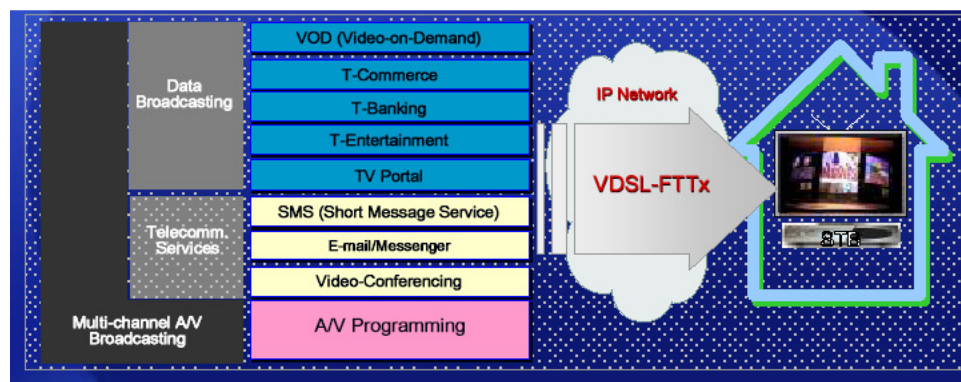 VOD (Video-on-Demand)
Data
Broadcasting
T-Commerce
T-Banking
T-Entertainment
TV Portal
Telecomm.
Services
SMS (Short Message Service)
E-mail/Messenger
Video-Conferencing
Multi-channel A/V
Broadcasting
A/V Programming
IP Network
VDSL-FTTx
STB